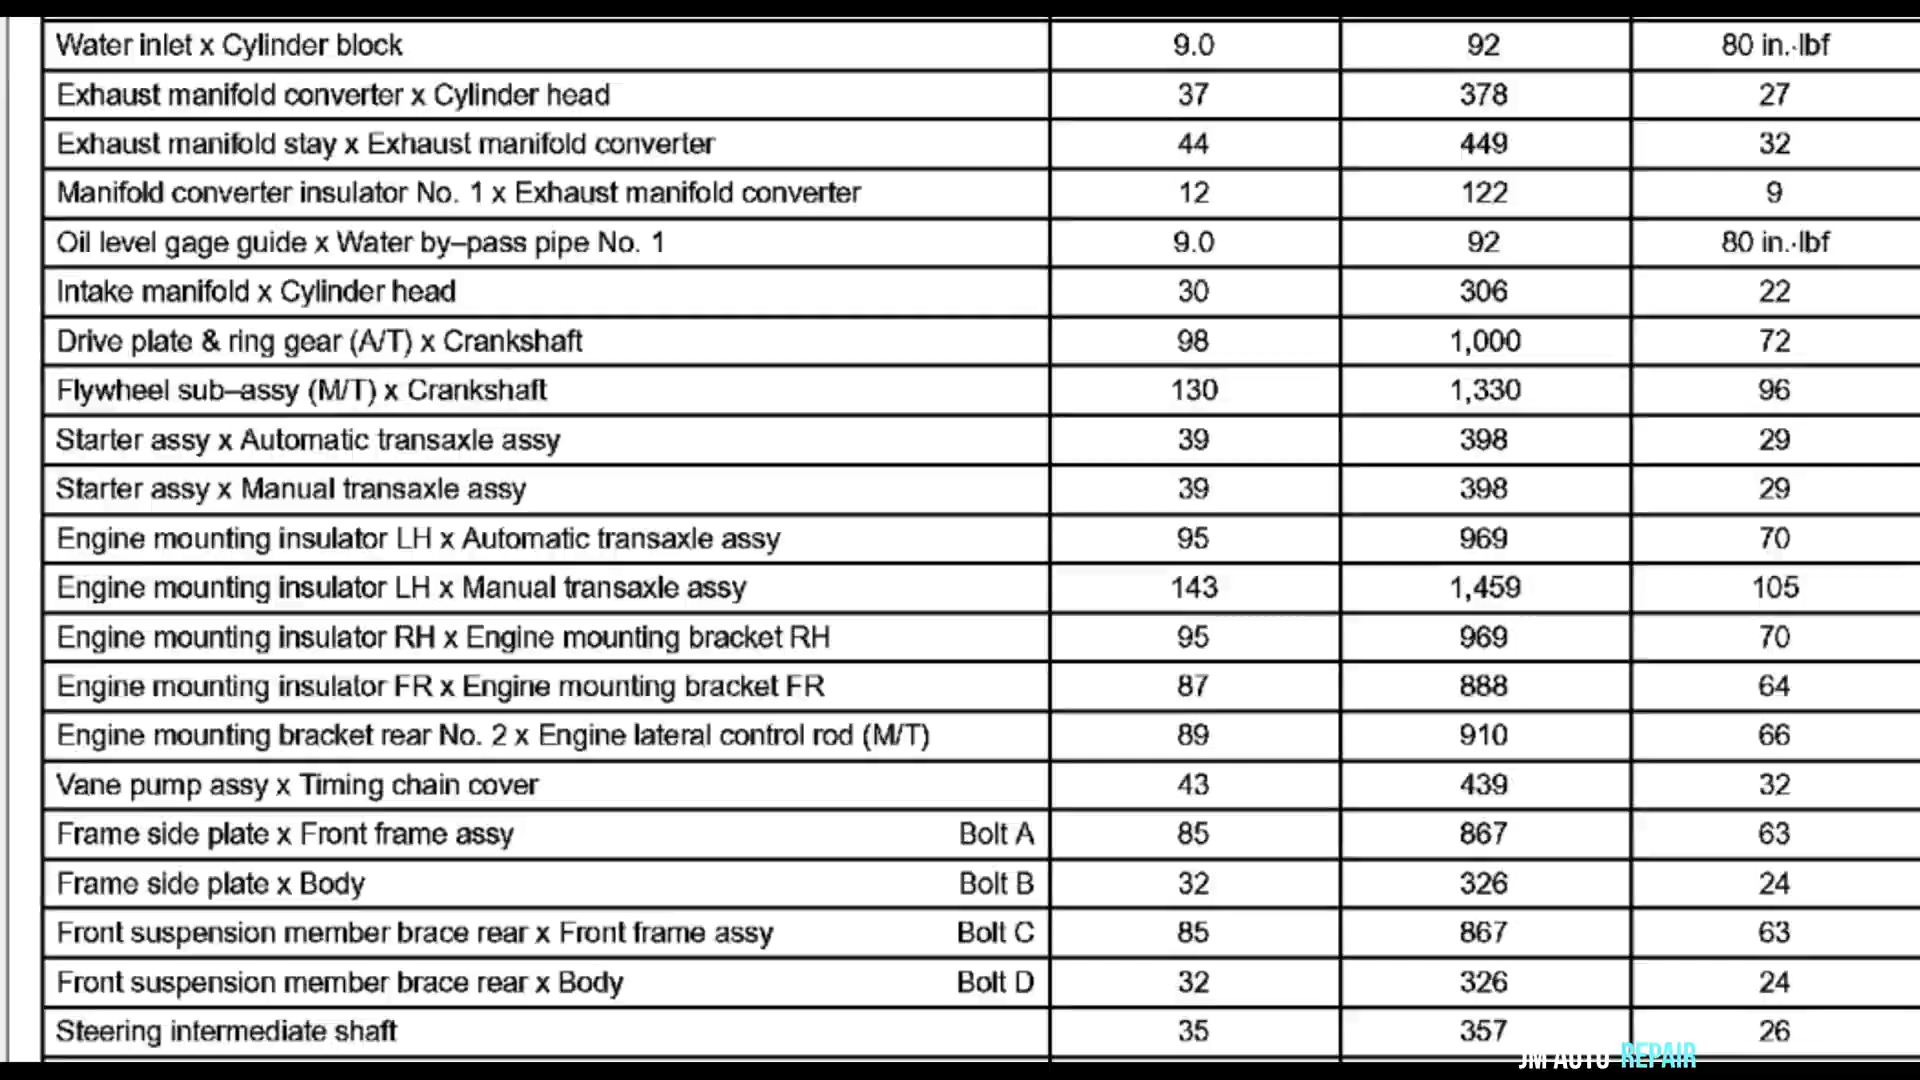 Water inlet x Cylinder block 9.0 92 80 in.·lbf
Exhaust manifold converter x Cylinder head 37 378 27
Exhaust manifold stay x Exhaust manifold converter 44 449 32
Manifold converter insulator No. 1 x Exhaust manifold converter 12 122 9
Oil level gage guide x Water by–pass pipe No. 1 9.0 92 80 in.·lbf
Intake manifold x Cylinder head 30 306 22
Drive plate & ring gear (A/T) x Crankshaft 98 1,000 72
Flywheel sub–assy (M/T) x Crankshaft 130 1,330 96
Starter assy x Automatic transaxle assy 39 398 29
Starter assy x Manual transaxle assy 39 398 29
Engine mounting insulator LH x Automatic transaxle assy 95 969 70
Engine mounting insulator LH x Manual transaxle assy 143 1,459 105
Engine mounting insulator RH x Engine mounting bracket RH 95 969 70
Engine mounting insulator FR x Engine mounting bracket FR 87 888 64
Engine mounting bracket rear No. 2 x Engine lateral control rod (M/T) 89 910 66
Vane pump assy x Timing chain cover 43 439 32
Frame side plate x Front frame assy Bolt A 85 867 63
Frame side plate x Body Bolt B 32 326 24
Front suspension member brace rear x Front frame assy Bolt C 85 867 63
Front suspension member brace rear x Body Bolt D 32 326 24
Steering intermediate shaft 35 357 26
JM AUTO REPAIR